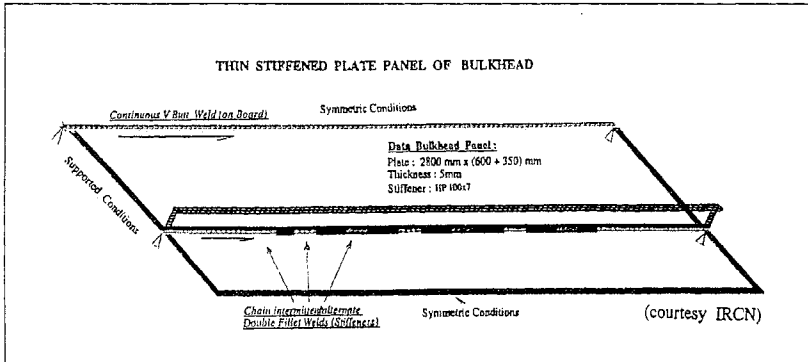 THIN STIFFENED PLATE PANEL OF BULKHEAD
Continuous V Butt Weld (on Board)
Symmetric Conditions
Data Bulkhead Panel:
Plate : 2800 mm x (600 + 350) mm
Thickness : 5mm
Stiffener : HP 100x7
Supported Conditions
Chain intermittent/alternate
Double Fillet Welds (Stiffeners)
Symmetric Conditions
(courtesy IRCN)